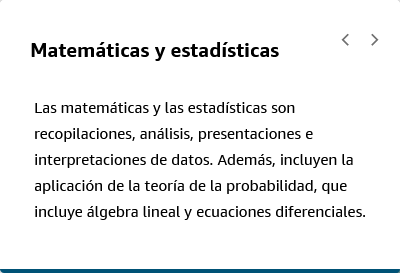 Matemáticas y estadísticas
Las matemáticas y las estadísticas son
recopilaciones, análisis, presentaciones e
interpretaciones de datos. Además, incluyen la
aplicación de la teoría de la probabilidad, que
incluye álgebra lineal y ecuaciones diferenciales.